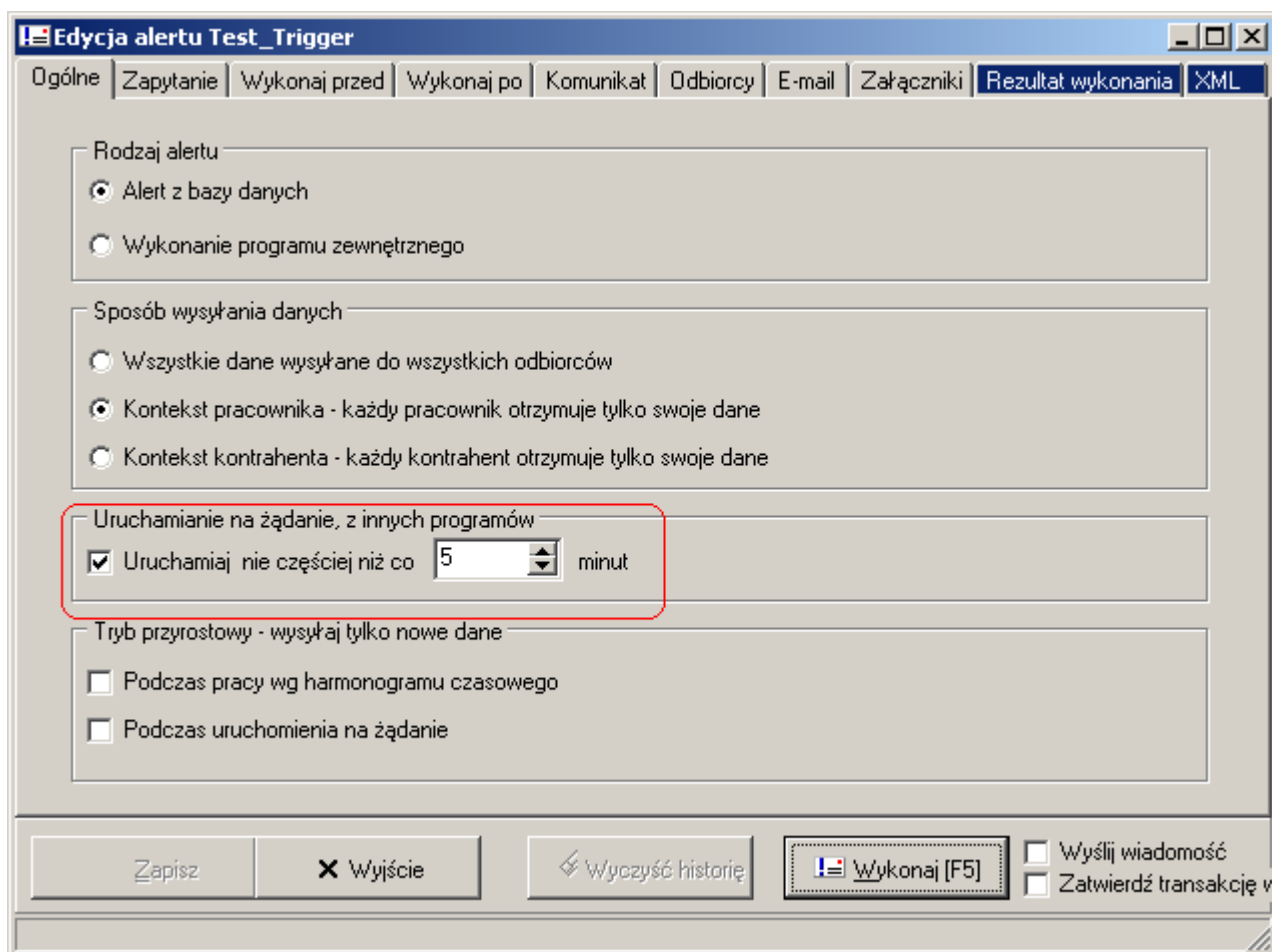 Edycja alertu Test_Trigger
Ogólne Zapytanie Wykonaj przed Wykonaj po Komunikat Odbiorcy E-mail Załączniki Rezultat wykonania XML
Rodzaj alertu
Alert z bazy danych
Wykonanie programu zewnętrznego
Sposób wysyłania danych
Wszystkie dane wysyłane do wszystkich odbiorców
Kontekst pracownika - każdy pracownik otrzymuje tylko swoje dane
Kontekst kontrahenta - każdy kontrahent otrzymuje tylko swoje dane
Uruchamianie na żądanie, z innych programów
Uruchamiaj nie częściej niż co 5 minut
Tryb przyrostowy - wysyłaj tylko nowe dane
Podczas pracy wg harmonogramu czasowego
Podczas uruchomienia na żądanie
Zapisz Wyjście Wyczyść historię Wykonaj [F5] Wyślij wiadomość
Zatwierdź transakcję w